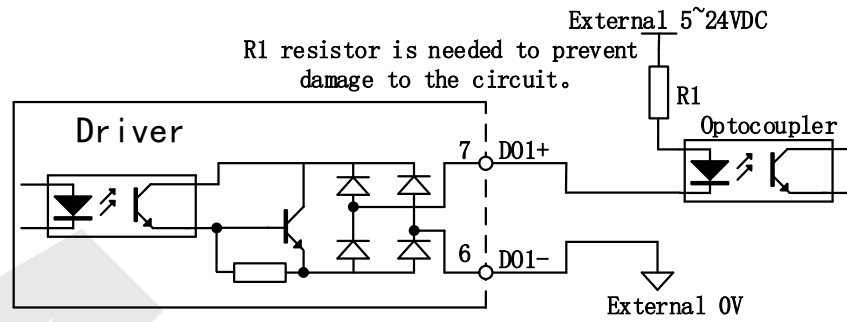 External 5~24VDC
R1 resistor is needed to prevent
damage to the circuit。
R1
Driver
Optocoupler
7
DO1+
6
DO1-
External 0V